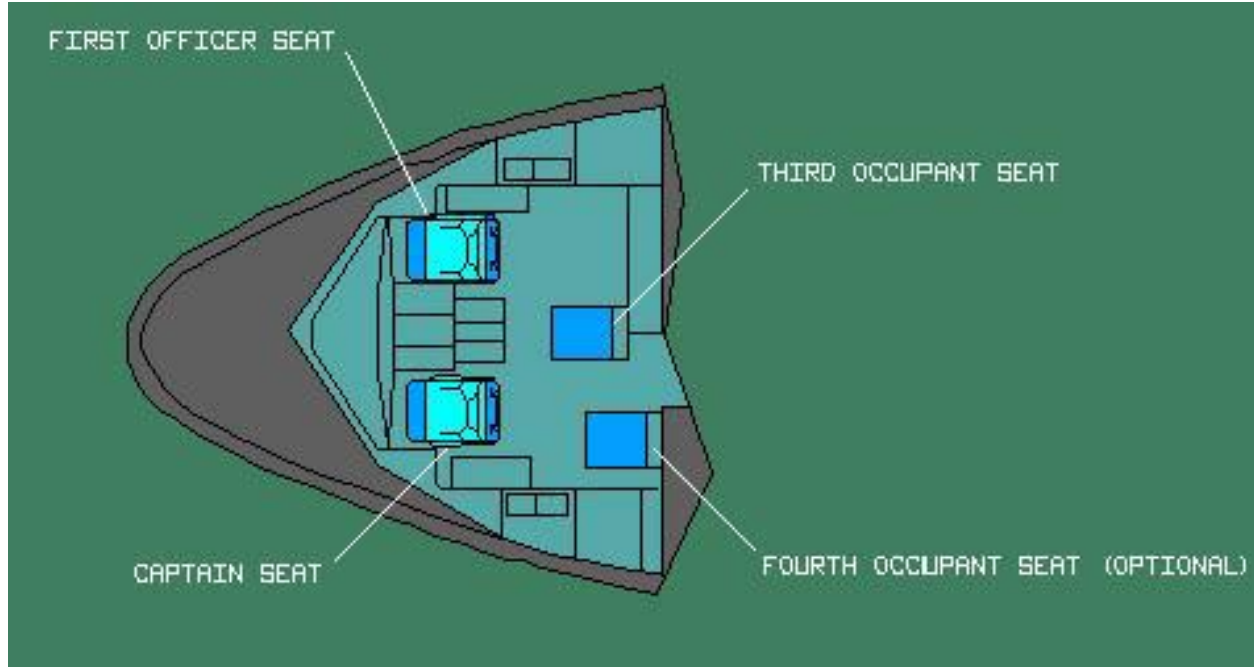 FIRST OFFICER SEAT
THIRD OCCUPANT SEAT
CAPTAIN SEAT
FOURTH OCCUPANT SEAT (OPTIONAL)